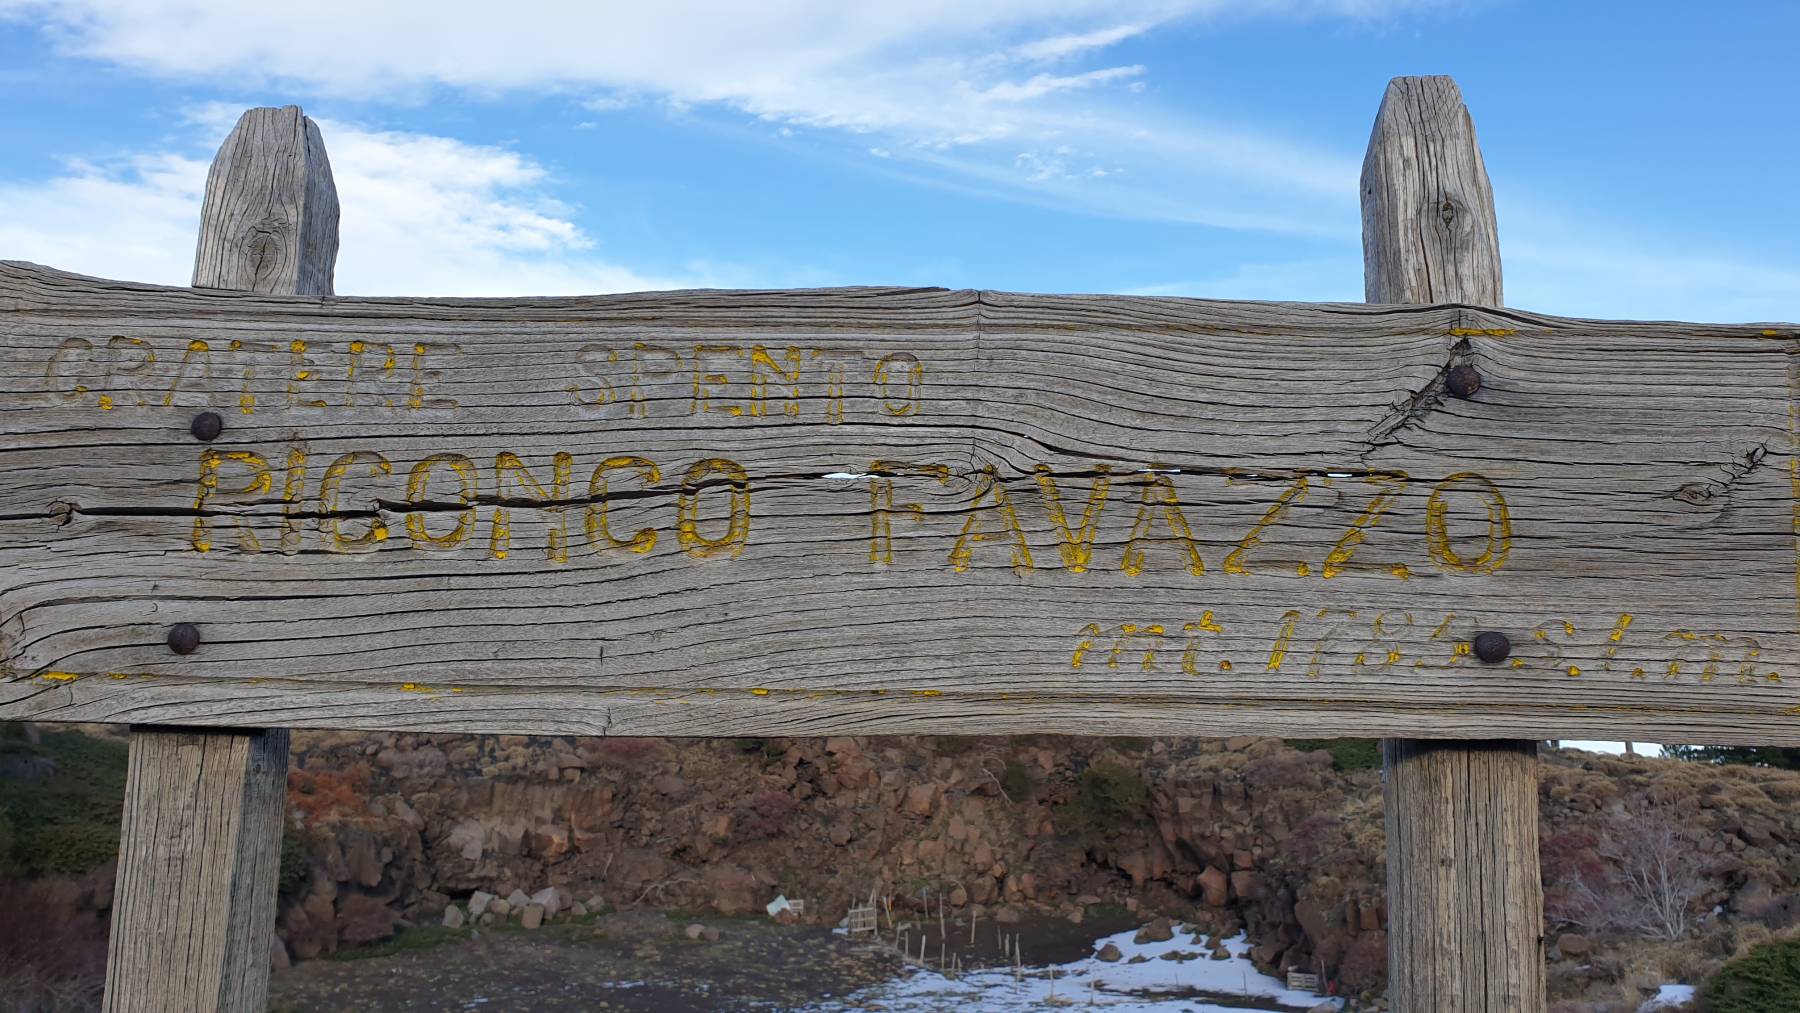 CRATERE SPENTO
RICONCO FAVAZZO
mt. 1785 s.l.m.